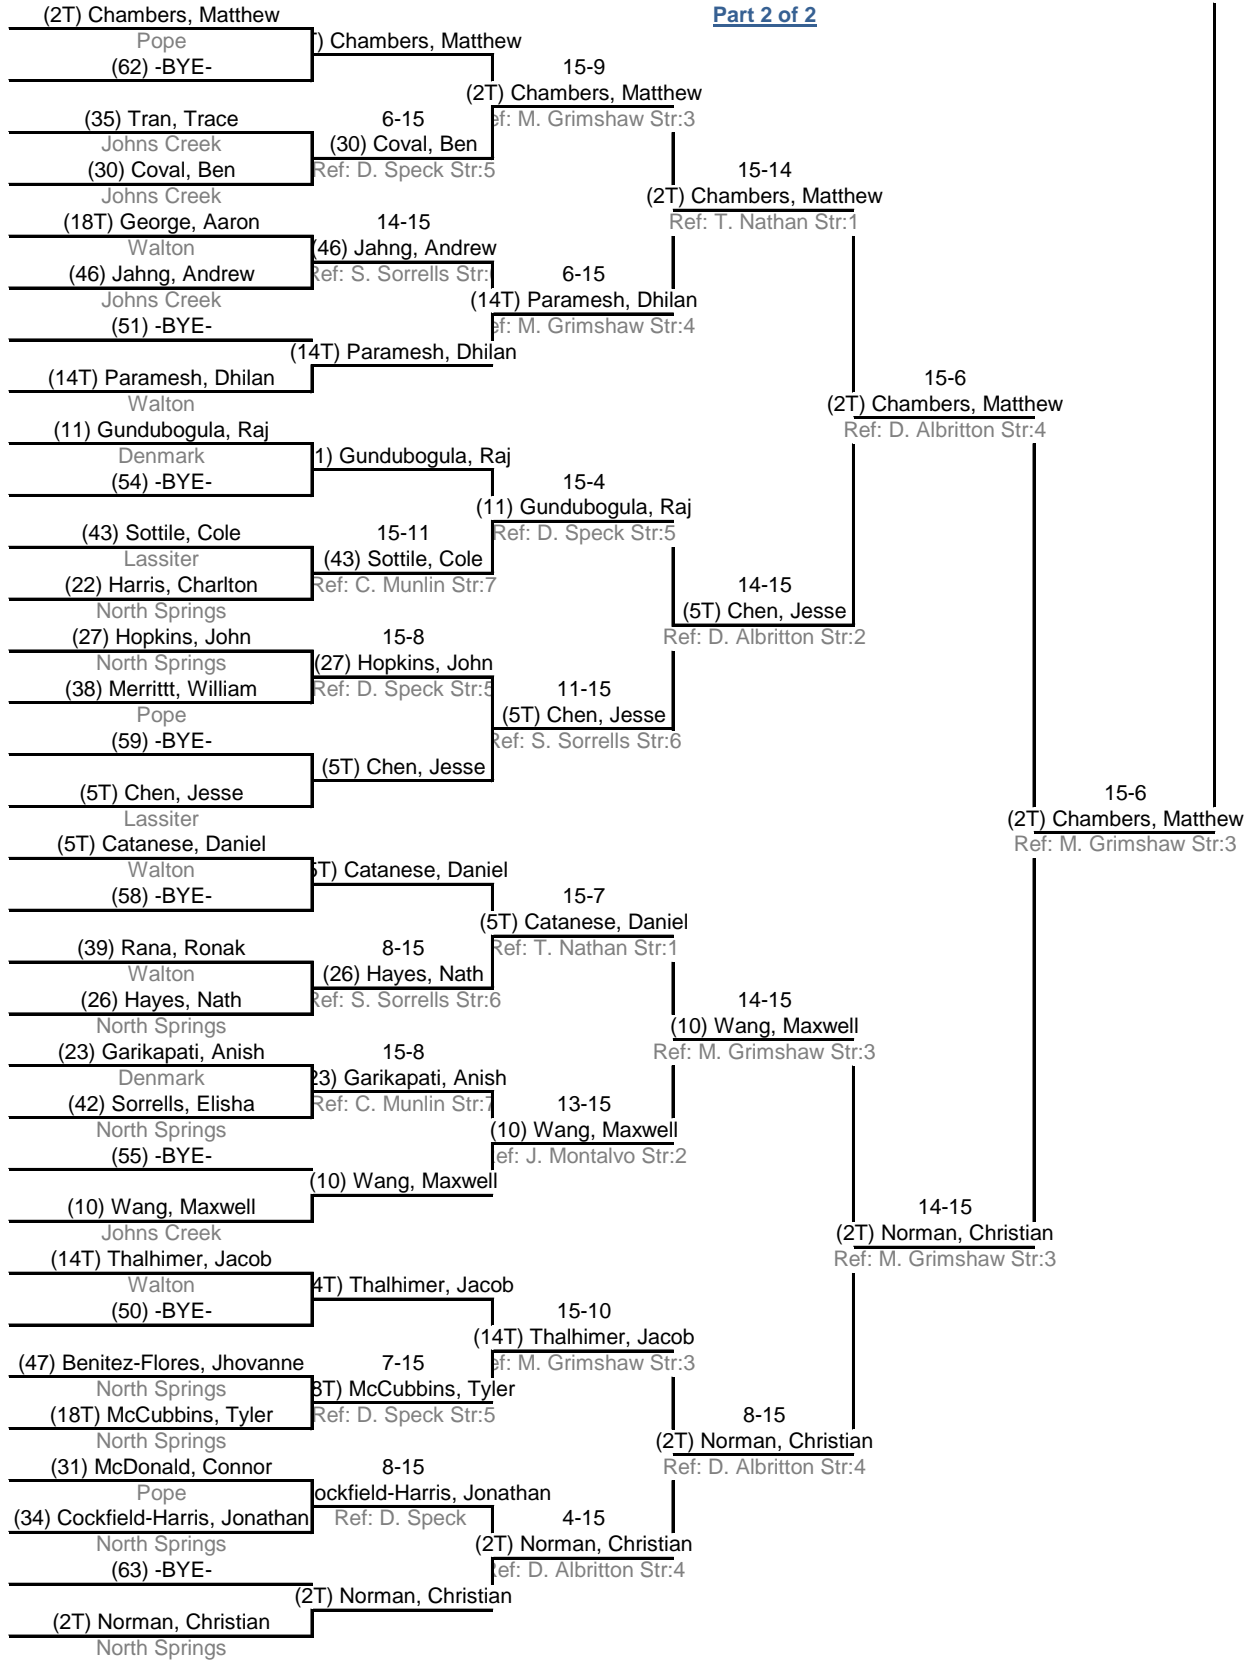 (2T) Chambers, Matthew
Part 2 of 2
Pope
) Chambers, Matthew
(62) -BYE-
15-9
(2T) Chambers, Matthew
(35) Tran, Trace
6-15
ef: M. Grimshaw Str:3
Johns Creek
(30) Coval, Ben
(30) Coval, Ben
Ref: D. Speck Str:5
15-14
Johns Creek
(2T) Chambers, Matthew
(18T) George, Aaron
14-15
Ref: T. Nathan Str:1
Walton
(46) Jahng, Andrew
(46) Jahng, Andrew
Ref: S. Sorrells Str:
6-15
Johns Creek
(14T) Paramesh, Dhilan
(51) -BYE-
ef: M. Grimshaw Str:4
(14T) Paramesh, Dhilan
(14T) Paramesh, Dhilan
15-6
Walton
(2T) Chambers, Matthew
(11) Gundubogula, Raj
Ref: D. Albritton Str:4
Denmark
1) Gundubogula, Raj
(54) -BYE-
15-4
(11) Gundubogula, Raj
(43) Sottile, Cole
15-11
Ref: D. Speck Str:5
Lassiter
(43) Sottile, Cole
(22) Harris, Charlton
Ref: C. Munlin Str:7
14-15
North Springs
(5T) Chen, Jesse
(27) Hopkins, John
15-8
Ref: D. Albritton Str:2
North Springs
(27) Hopkins, John
(38) Merrittt, William
Ref: D. Speck Str:5
11-15
Pope
(5T) Chen, Jesse
(59) -BYE-
Ref: S. Sorrells Str:6
(5T) Chen, Jesse
(5T) Chen, Jesse
15-6
Lassiter
(2T) Chambers, Matthew
(5T) Catanese, Daniel
Ref: M. Grimshaw Str:3
Walton
5T) Catanese, Daniel
(58) -BYE-
15-7
(5T) Catanese, Daniel
(39) Rana, Ronak
8-15
Ref: T. Nathan Str:1
Walton
(26) Hayes, Nath
(26) Hayes, Nath
Ref: S. Sorrells Str:6
14-15
North Springs
(10) Wang, Maxwell
(23) Garikapati, Anish
15-8
Ref: M. Grimshaw Str:3
Denmark
23) Garikapati, Anish
(42) Sorrells, Elisha
Ref: C. Munlin Str:7
13-15
North Springs
(10) Wang, Maxwell
(55) -BYE-
ef: J. Montalvo Str:2
(10) Wang, Maxwell
(10) Wang, Maxwell
14-15
Johns Creek
(2T) Norman, Christian
(14T) Thalhimer, Jacob
Ref: M. Grimshaw Str:3
Walton
4T) Thalhimer, Jacob
(50) -BYE-
15-10
(14T) Thalhimer, Jacob
(47) Benitez-Flores, Jhovanne
7-15
ef: M. Grimshaw Str:3
North Springs
8T) McCubbins, Tyler
(18T) McCubbins, Tyler
Ref: D. Speck Str:5
8-15
North Springs
(2T) Norman, Christian
(31) McDonald, Connor
8-15
Ref: D. Albritton Str:4
Pope
ockfield-Harris, Jonathan
(34) Cockfield-Harris, Jonathan
Ref: D. Speck
4-15
North Springs
(2T) Norman, Christian
(63) -BYE-
ef: D. Albritton Str:4
(2T) Norman, Christian
(2T) Norman, Christian
North Springs